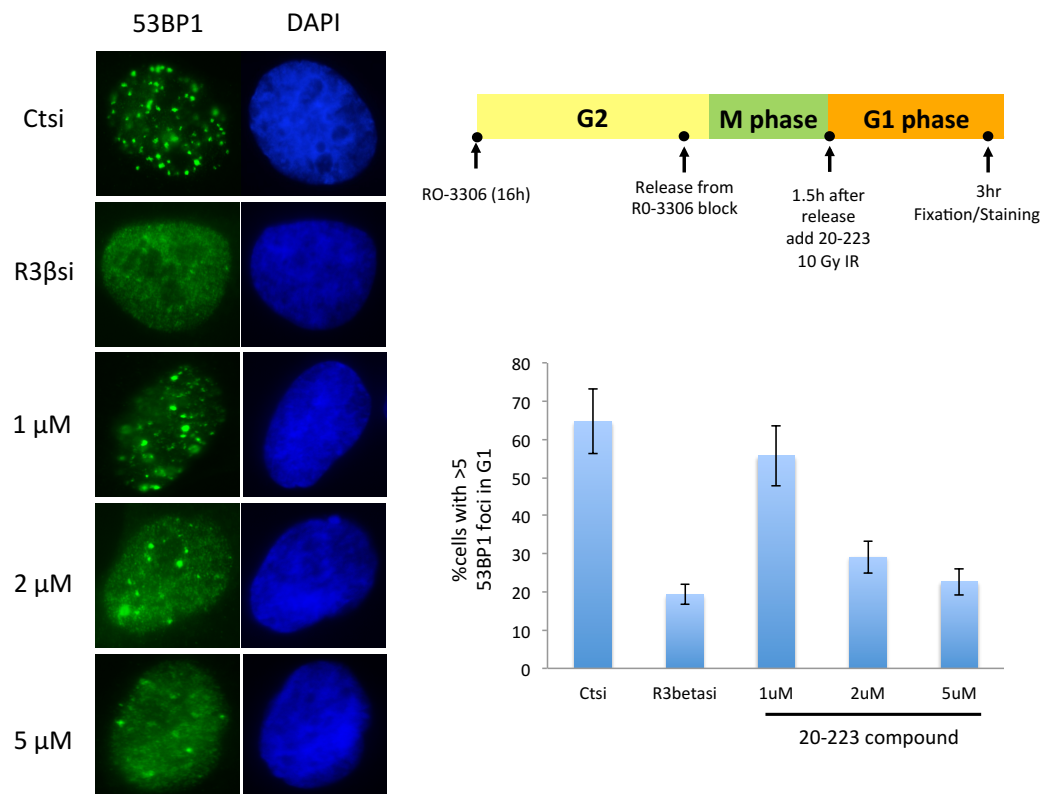 53BP1 DAPI
Ctsi
R3βsi
1 μM
2 μM
5 μM
G2 M phase G1 phase
RO-3306 (16h)
Release from
R0-3306 block
1.5h after
release
add 20-223
10 Gy IR
3hr
Fixation/Staining
%cells with >5
53BP1 foci in G1
80
70
60
50
40
30
20
10
0
Ctsi R3betasi 1uM 2uM 5uM
20-223 compound